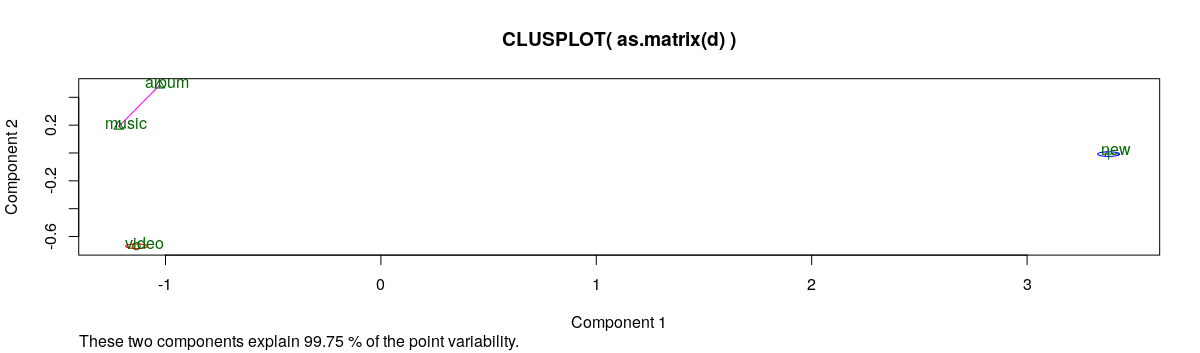 CLUSPLOT( as.matrix(d) )
album
music
new
video
Component 2
0.2
-0.2
-0.6
-1 0 1 2 3
Component 1
These two components explain 99.75 % of the point variability.